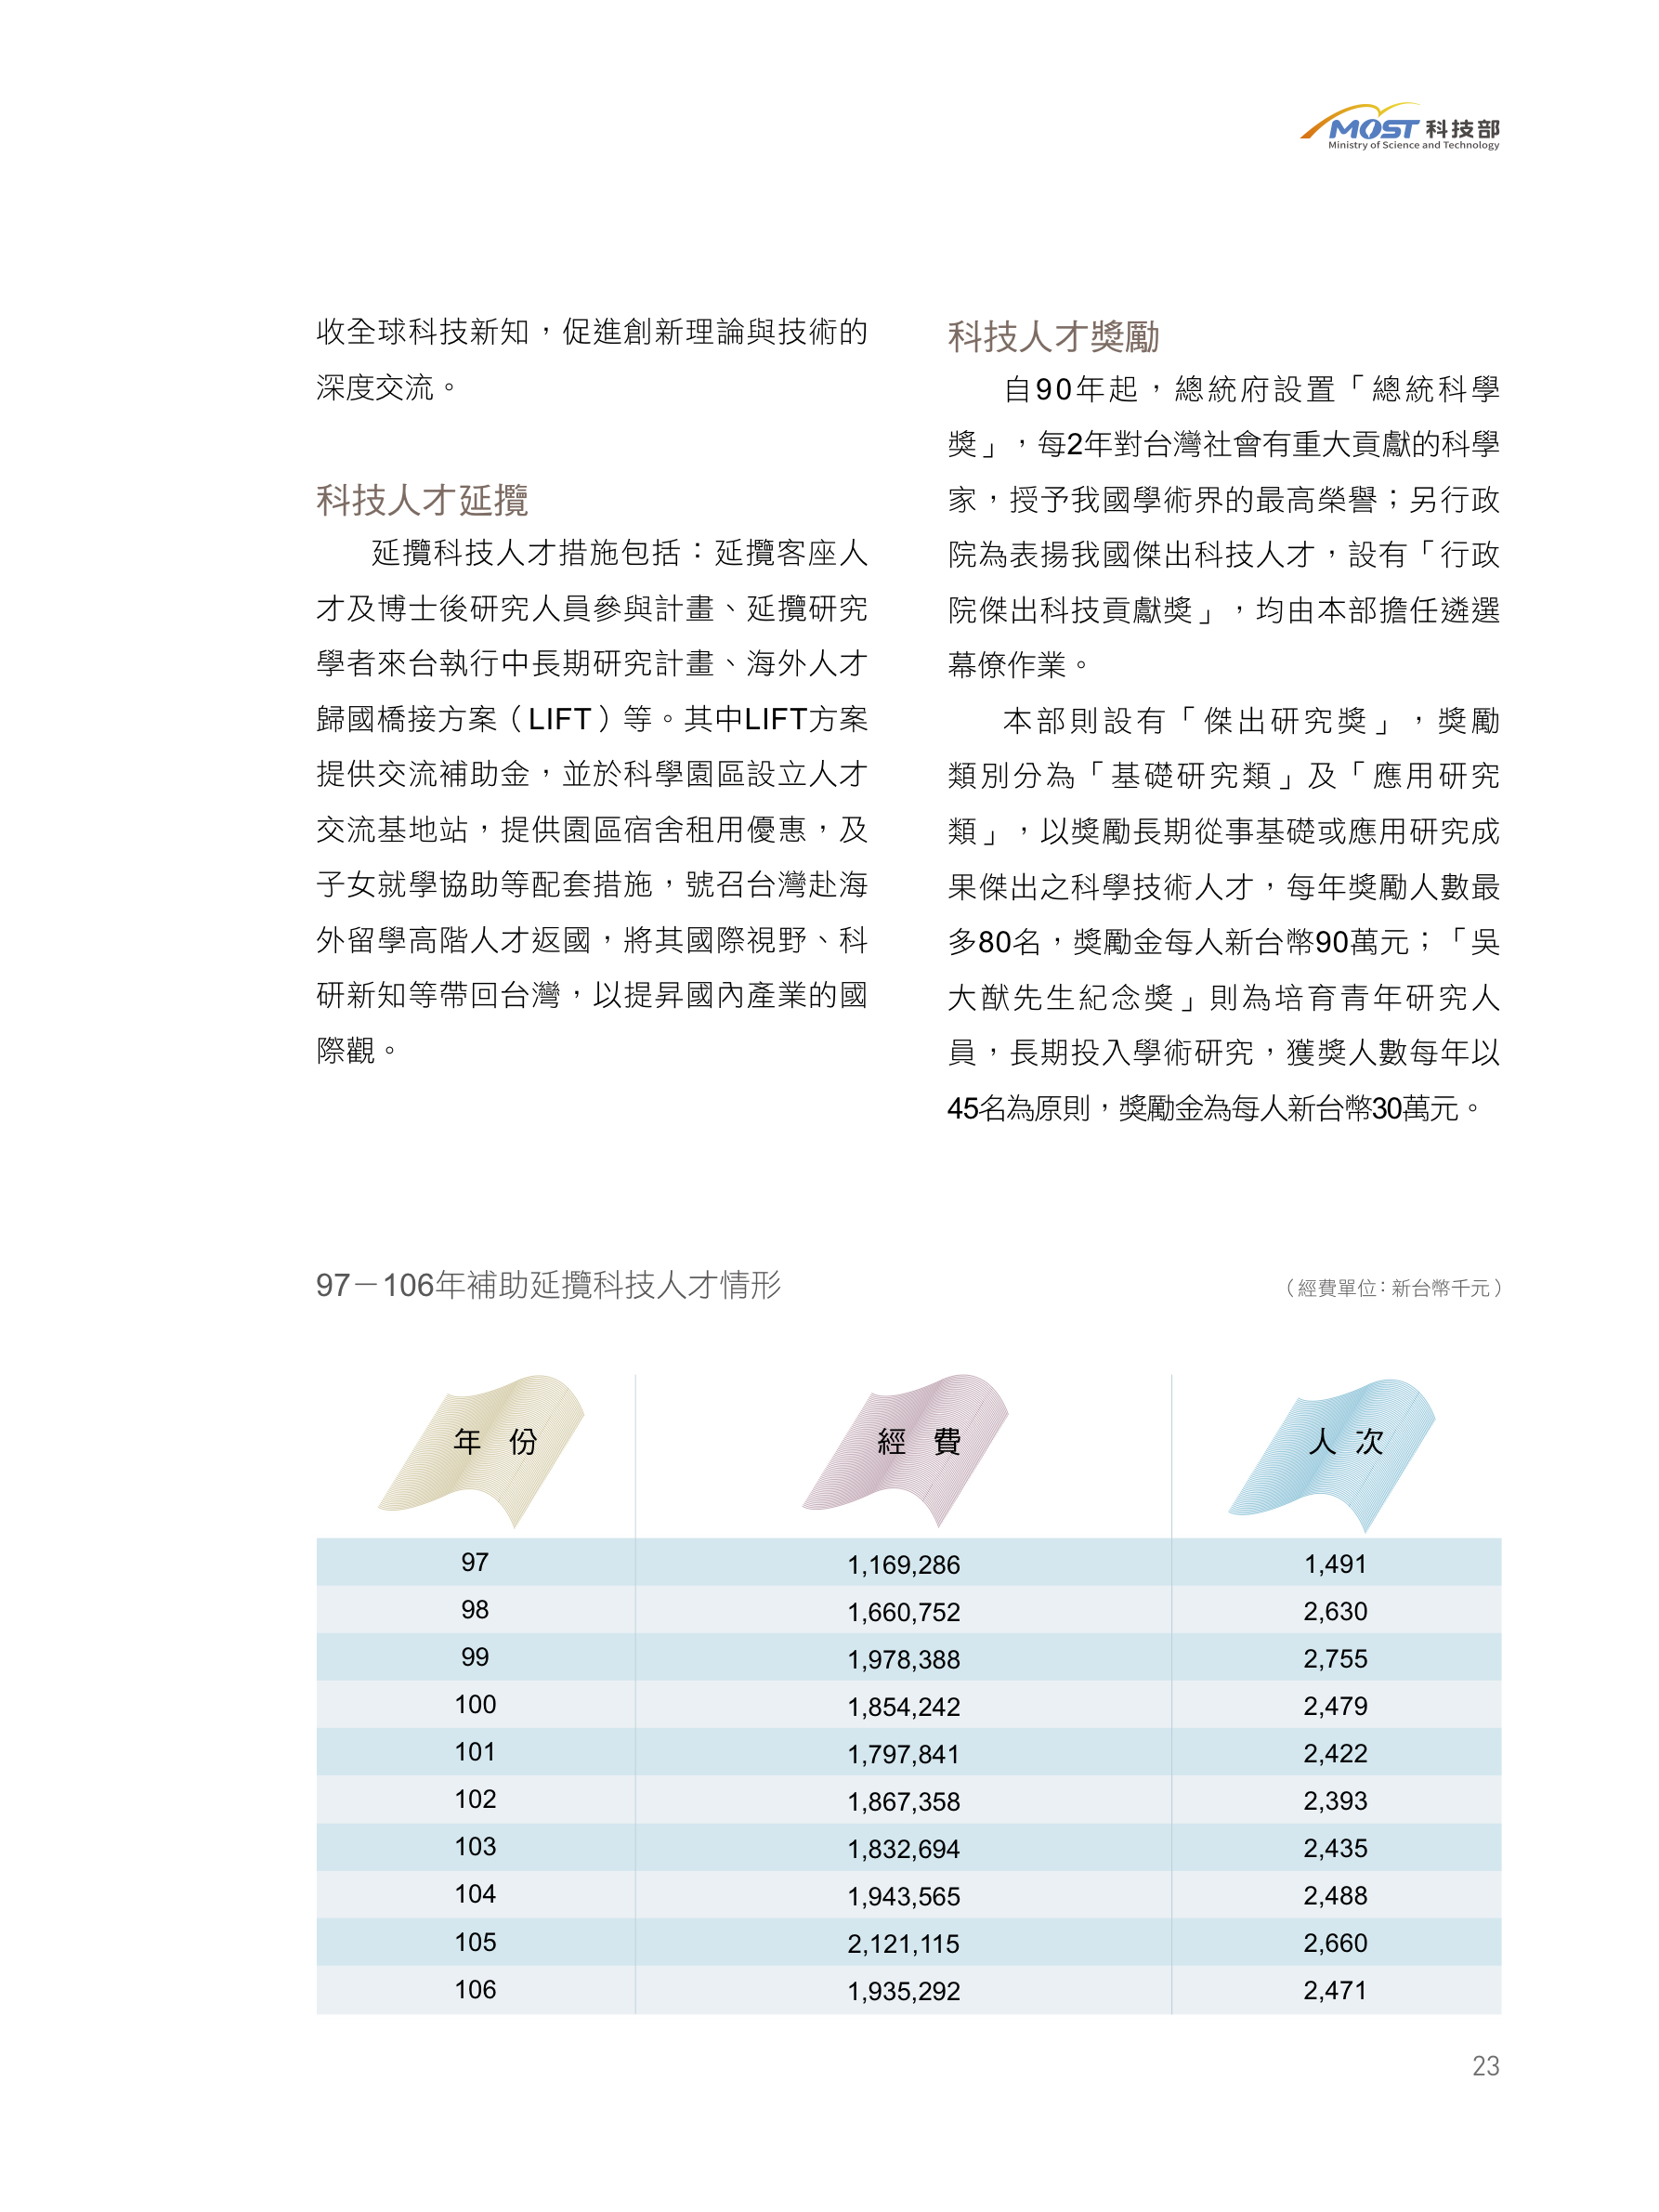 MOST 科技部
Ministry of Science and Technology
收全球科技新知，促進創新理論與技術的
深度交流。
科技人才延攬
延攬科技人才措施包括：延攬客座人
才及博士後研究人員參與計畫、延攬研究
學者來台執行中長期研究計畫、海外人才
歸國橋接方案（LIFT）等。其中LIFT方案
提供交流補助金，並於科學園區設立人才
交流基地站，提供園區宿舍租用優惠，及
子女就學協助等配套措施，號召台灣赴海
外留學高階人才返國，將其國際視野、科
研新知等帶回台灣，以提昇國內產業的國
際觀。
科技人才獎勵
自90年起，總統府設置「總統科學
獎」，每2年對台灣社會有重大貢獻的科學
家，授予我國學術界的最高榮譽；另行政
院為表揚我國傑出科技人才，設有「行政
院傑出科技貢獻獎」，均由本部擔任遴選
幕僚作業。
本部則設有「傑出研究獎」，獎勵
類別分為「基礎研究類」及「應用研究
類」，以獎勵長期從事基礎或應用研究成
果傑出之科學技術人才，每年獎勵人數最
多80名，獎勵金每人新台幣90萬元；「吳
大猷先生紀念獎」則為培育青年研究人
員，長期投入學術研究，獲獎人數每年以
45名為原則，獎勵金為每人新台幣30萬元。
97－106年補助延攬科技人才情形
（經費單位：新台幣千元）
年份 經費 人次
97 1,169,286 1,491
98 1,660,752 2,630
99 1,978,388 2,755
100 1,854,242 2,479
101 1,797,841 2,422
102 1,867,358 2,393
103 1,832,694 2,435
104 1,943,565 2,488
105 2,121,115 2,660
106 1,935,292 2,471
23